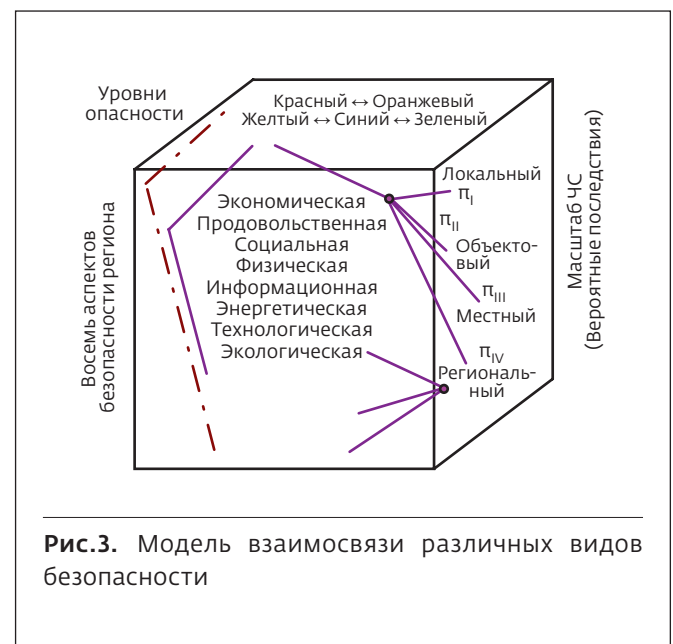 Уровни
опасности
Красный ↔ Оранжевый
Желтый ↔ Синий ↔ Зеленый
Восемь аспектов
безопасности региона
Экономическая
Продовольственная
Социальная
Физическая
Информационная
Энергетическая
Технологическая
Экологическая
Локальный
π_I
π_II
Объекто-
вый
π_III
Местный
π_IV
Региональ-
ный
Масштаб ЧС
(Вероятные последствия)
Рис.3. Модель взаимосвязи различных видов
безопасности